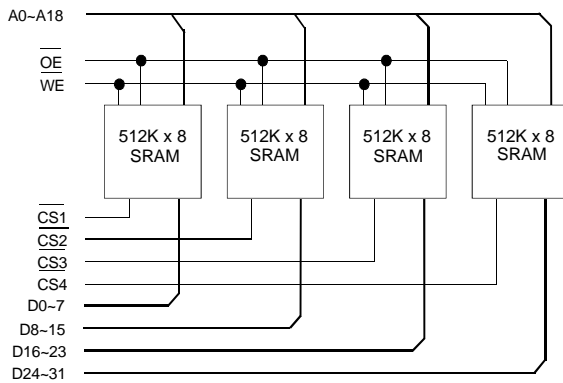 A0~A18
OE
WE
512K x 8
SRAM
512K x 8
SRAM
512K x 8
SRAM
512K x 8
SRAM
CS1
CS2
CS3
CS4
D0~7
D8~15
D16~23
D24~31